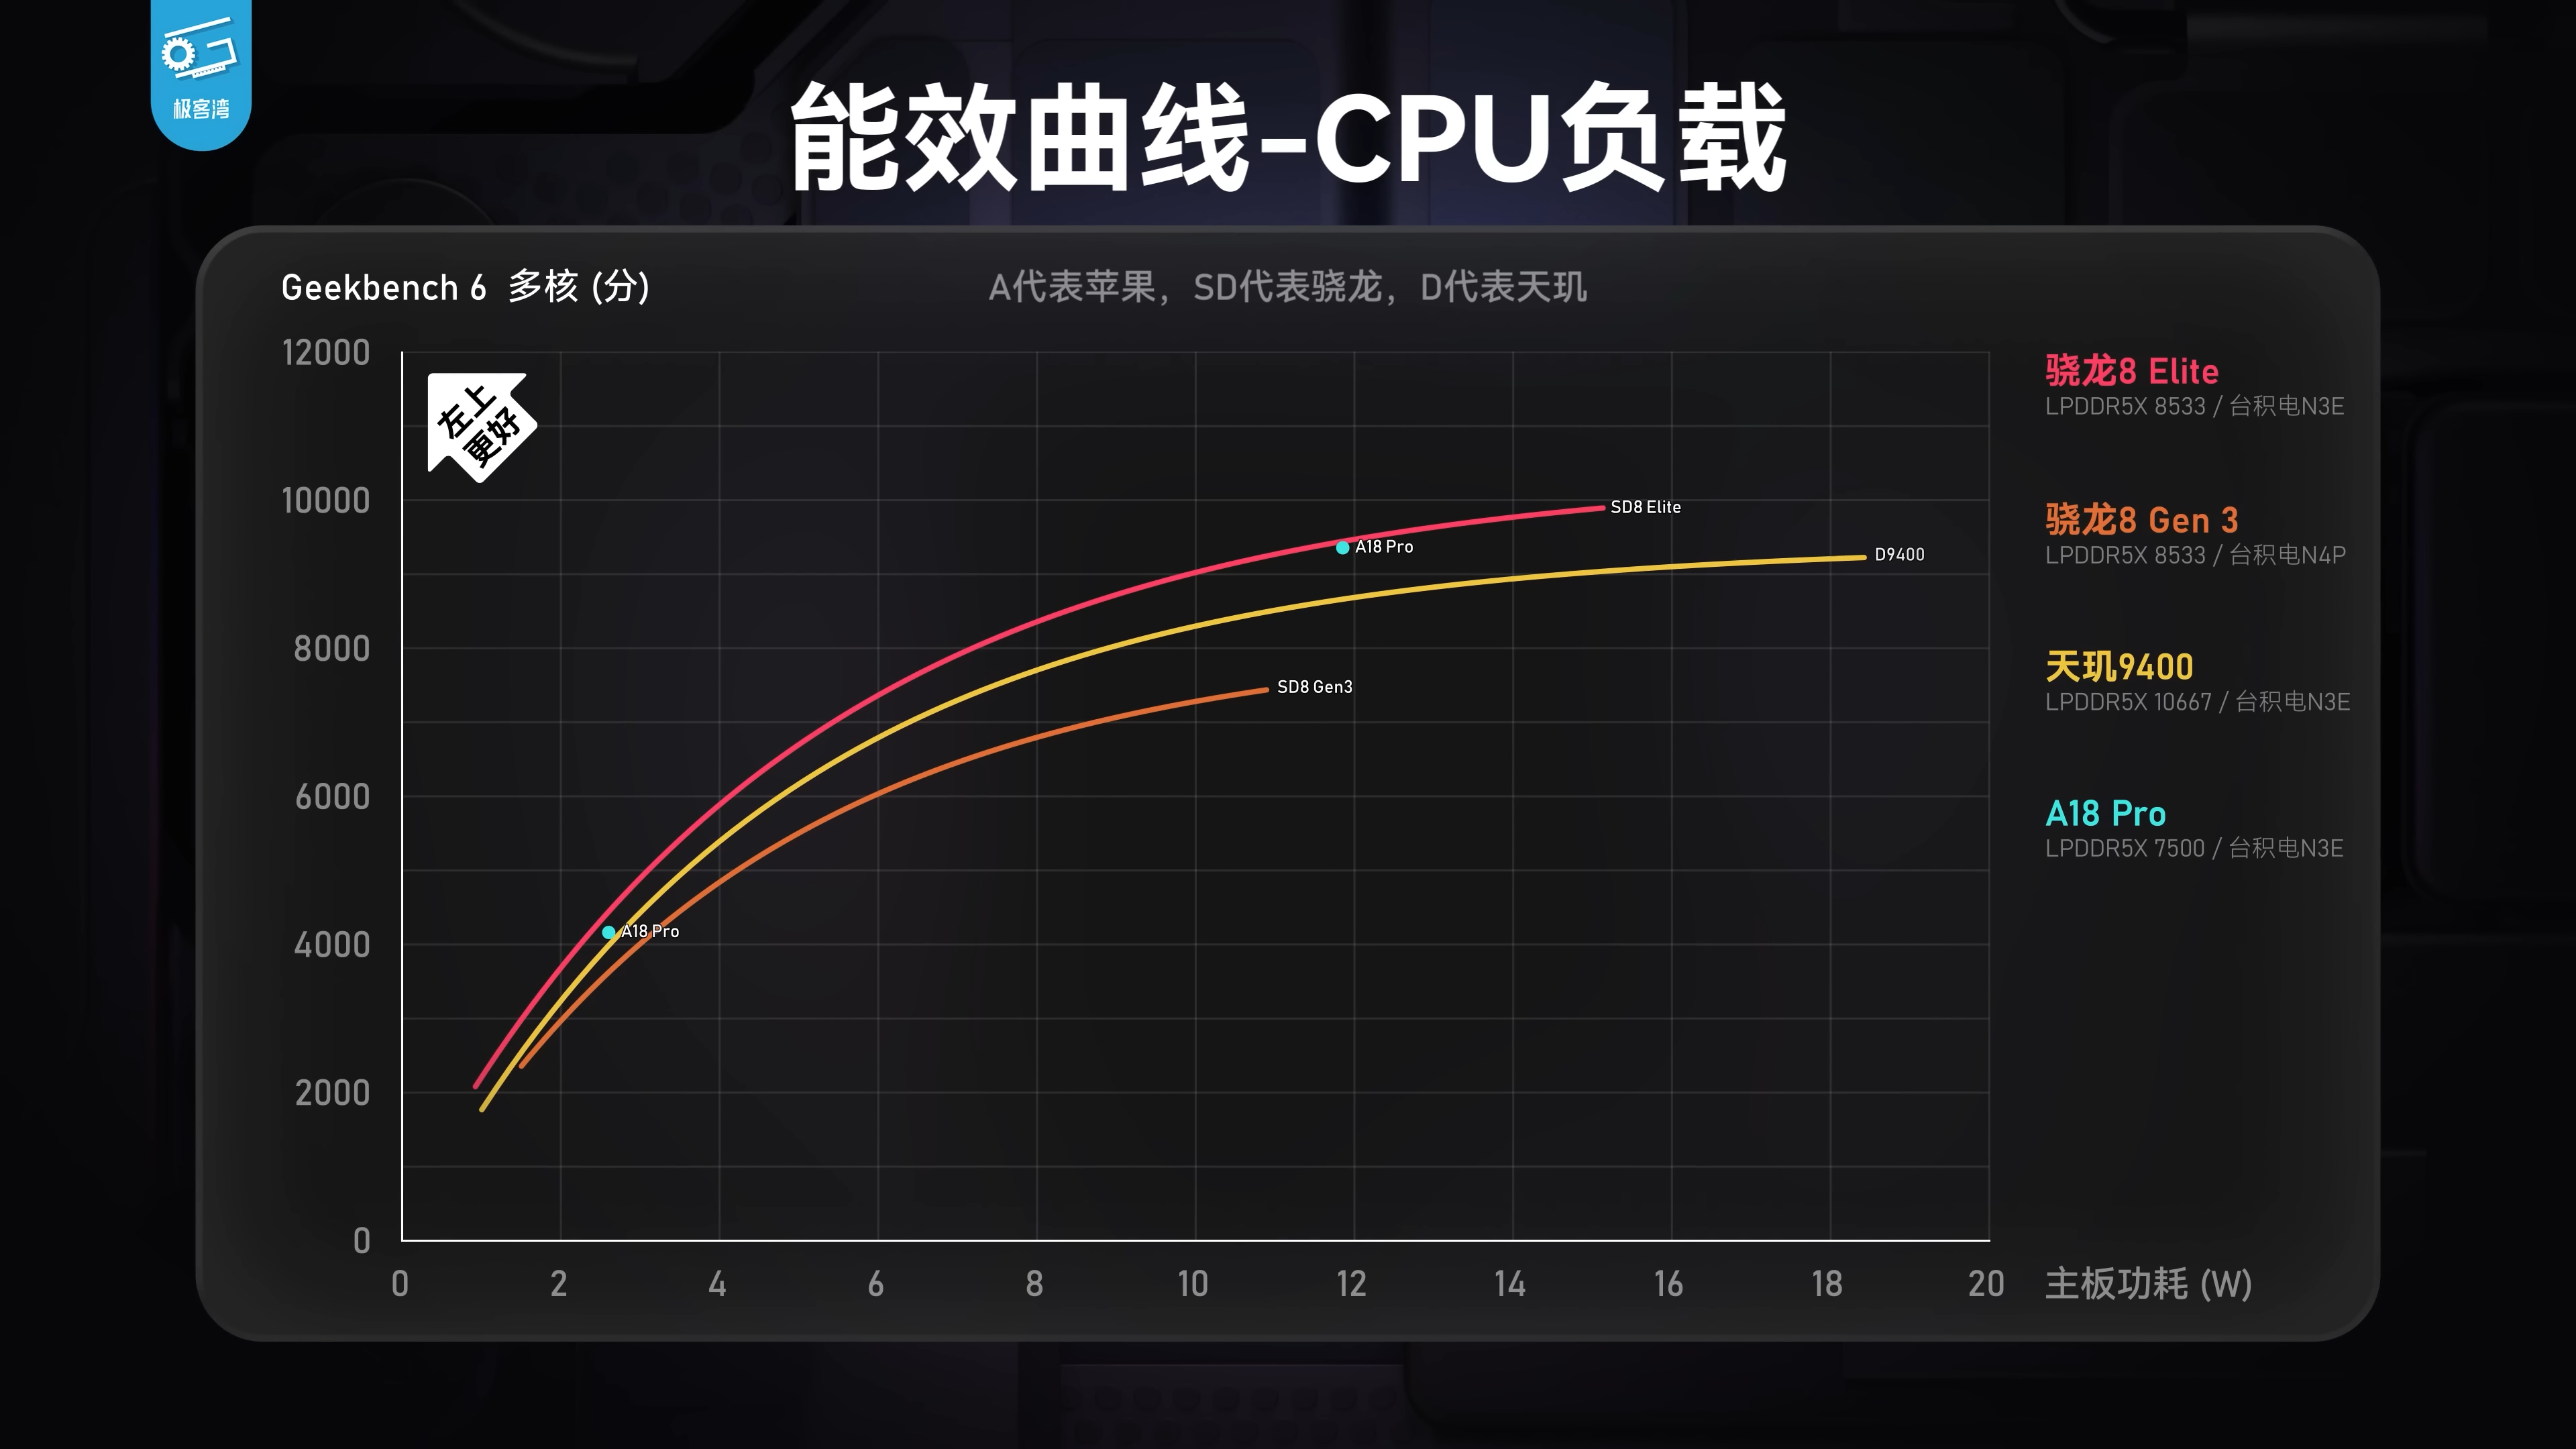 极客湾
能效曲线-CPU负载
Geekbench 6 多核 (分)
A代表苹果，SD代表骁龙，D代表天玑
12000
10000
8000
6000
4000
2000
0
左上
更好
SD8 Elite
A18 Pro
D9400
SD8 Gen3
A18 Pro
骁龙8 Elite
LPDDR5X 8533 / 台积电N3E
骁龙8 Gen 3
LPDDR5X 8533 / 台积电N4P
天玑9400
LPDDR5X 10667 / 台积电N3E
A18 Pro
LPDDR5X 7500 / 台积电N3E
0 2 4 6 8 10 12 14 16 18 20 主板功耗 (W)